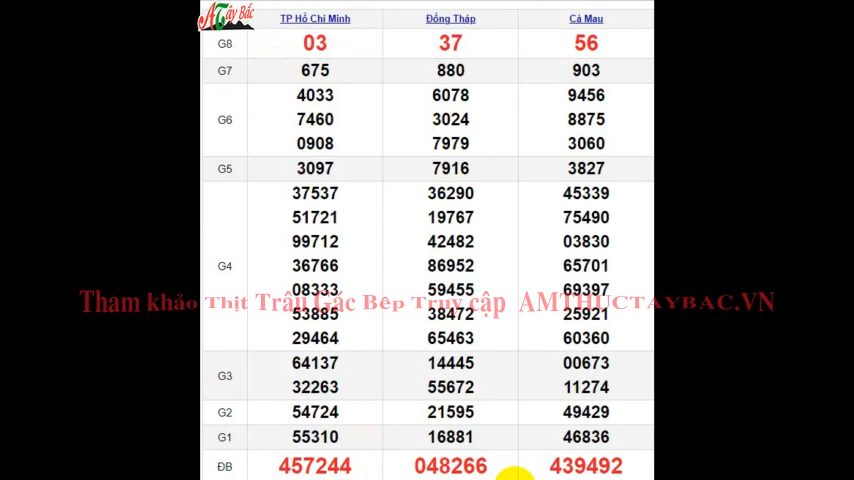 ATây Bắc
TP Hồ Chí Minh Đồng Tháp Cà Mau
G8 03 37 56
G7 675 880 903
G6 4033 6078 9456
7460 3024 8875
0908 7979 3060
G5 3097 7916 3827
G4 37537 36290 45339
51721 19767 75490
99712 42482 03830
36766 86952 65701
08333 59455 69397
53885 38472 25921
29464 65463 60360
Tham khảo Thịt Trâu Gác Bếp Truy cập AMTHUCTAYBAC.VN
G3 64137 14445 00673
32263 55672 11274
G2 54724 21595 49429
G1 55310 16881 46836
ĐB 457244 048266 439492